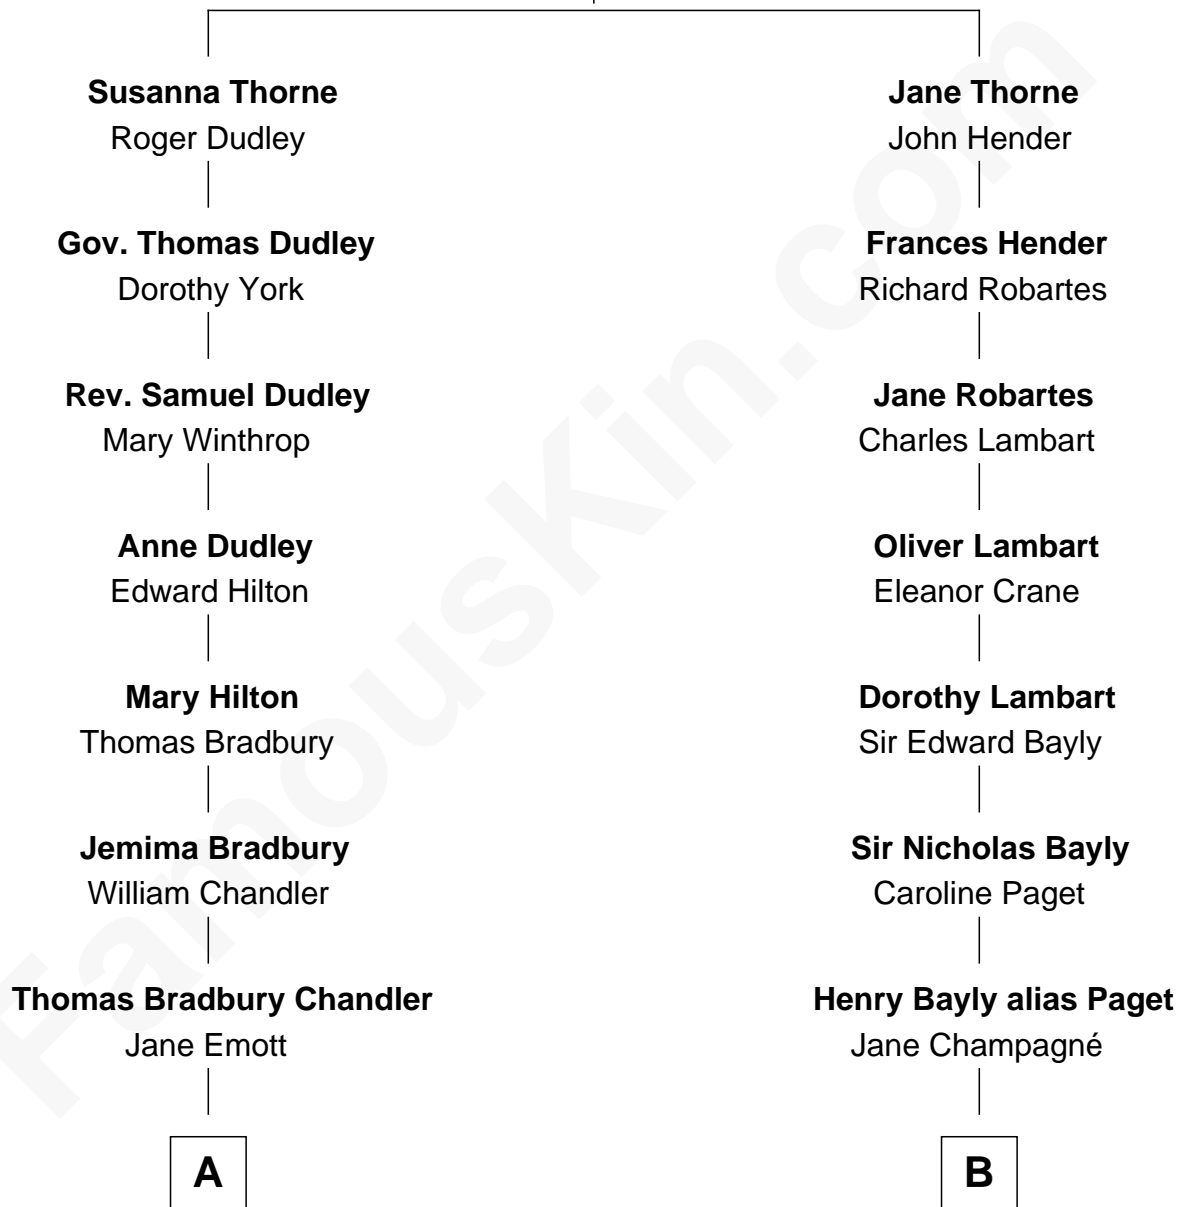 Susanna Thorne
Roger Dudley
Gov. Thomas Dudley
Dorothy York
Rev. Samuel Dudley
Mary Winthrop
Anne Dudley
Edward Hilton
Mary Hilton
Thomas Bradbury
Jemima Bradbury
William Chandler
Thomas Bradbury Chandler
Jane Emott
A
Jane Thorne
John Hender
Frances Hender
Richard Robartes
Jane Robartes
Charles Lambart
Oliver Lambart
Eleanor Crane
Dorothy Lambart
Sir Edward Bayly
Sir Nicholas Bayly
Caroline Paget
Henry Bayly alias Paget
Jane Champagné
B
FamousKin.com